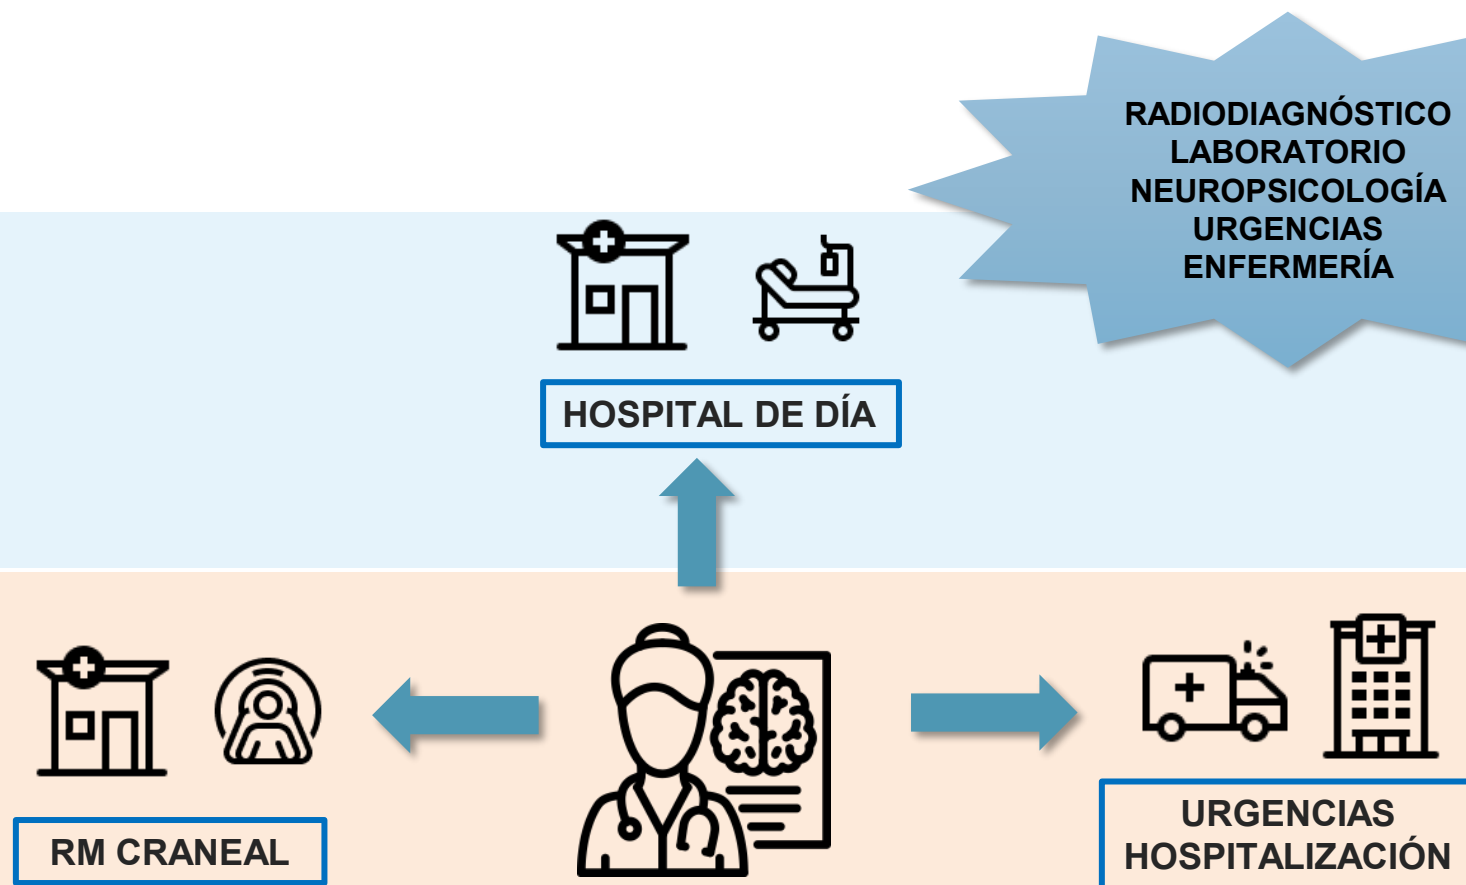 RADIODIAGNÓSTICO
LABORATORIO
NEUROPSICOLOGÍA
URGENCIAS
ENFERMERÍA
HOSPITAL DE DÍA
RM CRANEAL
URGENCIAS
HOSPITALIZACIÓN